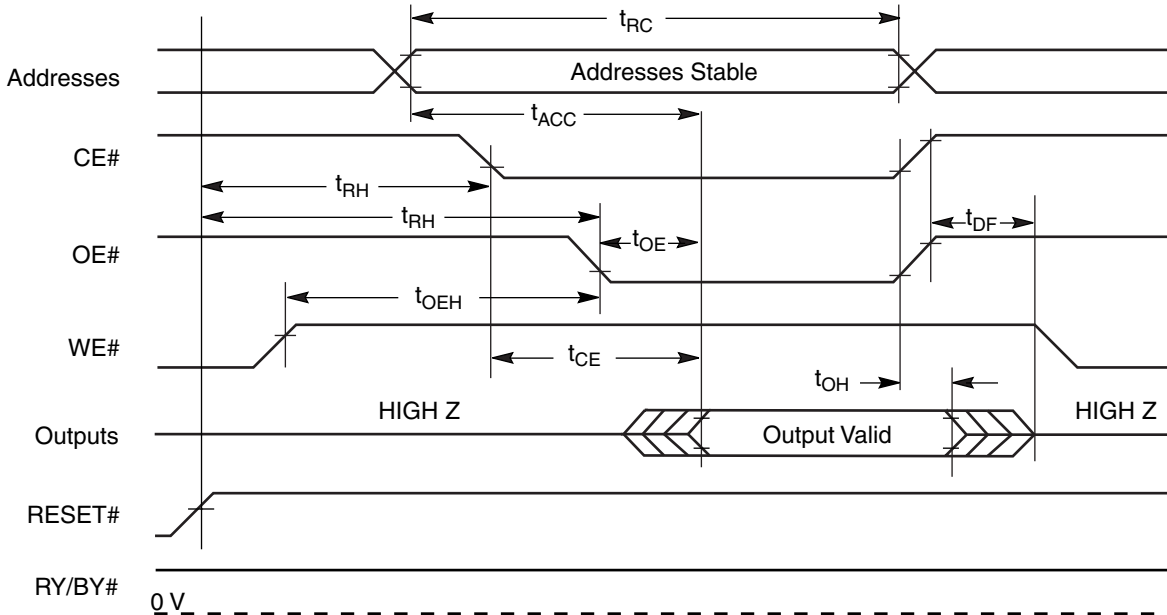 tRC
Addresses
Addresses Stable
tACC
CE#
tRH
tRH
tDF
tOE
OE#
tOEH
WE#
tCE
tOH
HIGH Z
HIGH Z
Outputs
Output Valid
RESET#
RY/BY#
0 V